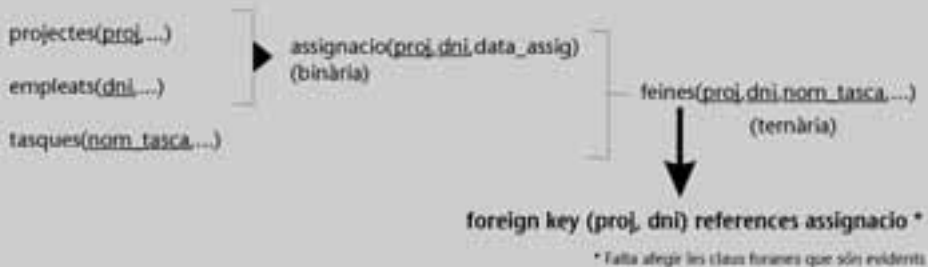 projectes(proj,...)
empleats(dni,...)
tasques(nom_tasca,...)
assignacio(proj,dni,data_assig)
(binària)
feines(proj,dni,nom_tasca,...)
(ternària)
foreign key (proj, dni) references assignacio *
* Falta afegir les claus foranes que són evidents